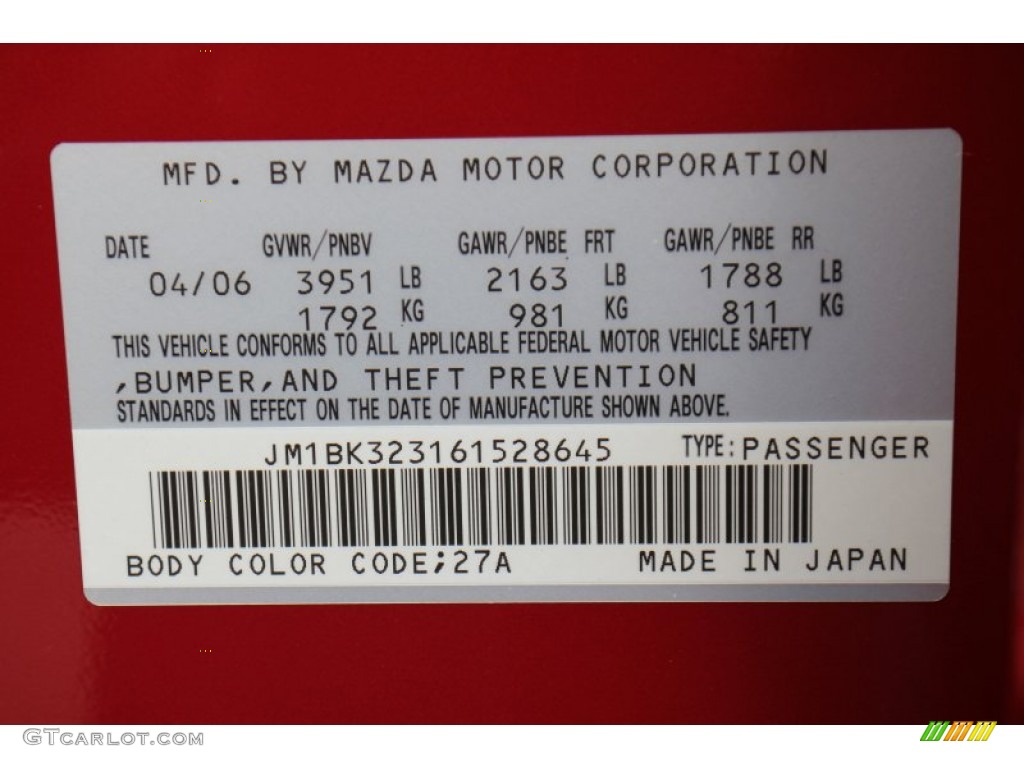 MFD. BY MAZDA MOTOR CORPORATION
DATE GVWR/PNBV GAWR/PNBE FRT GAWR/PNBE RR
04/06 3951 LB 2163 LB 1788 LB
1792 KG 981 KG 811 KG
THIS VEHICLE CONFORMS TO ALL APPLICABLE FEDERAL MOTOR VEHICLE SAFETY
,BUMPER,AND THEFT PREVENTION
STANDARDS IN EFFECT ON THE DATE OF MANUFACTURE SHOWN ABOVE.
JM1BK323161528645 TYPE:PASSENGER
BODY COLOR CODE;27A MADE IN JAPAN
GTCARLOT.COM